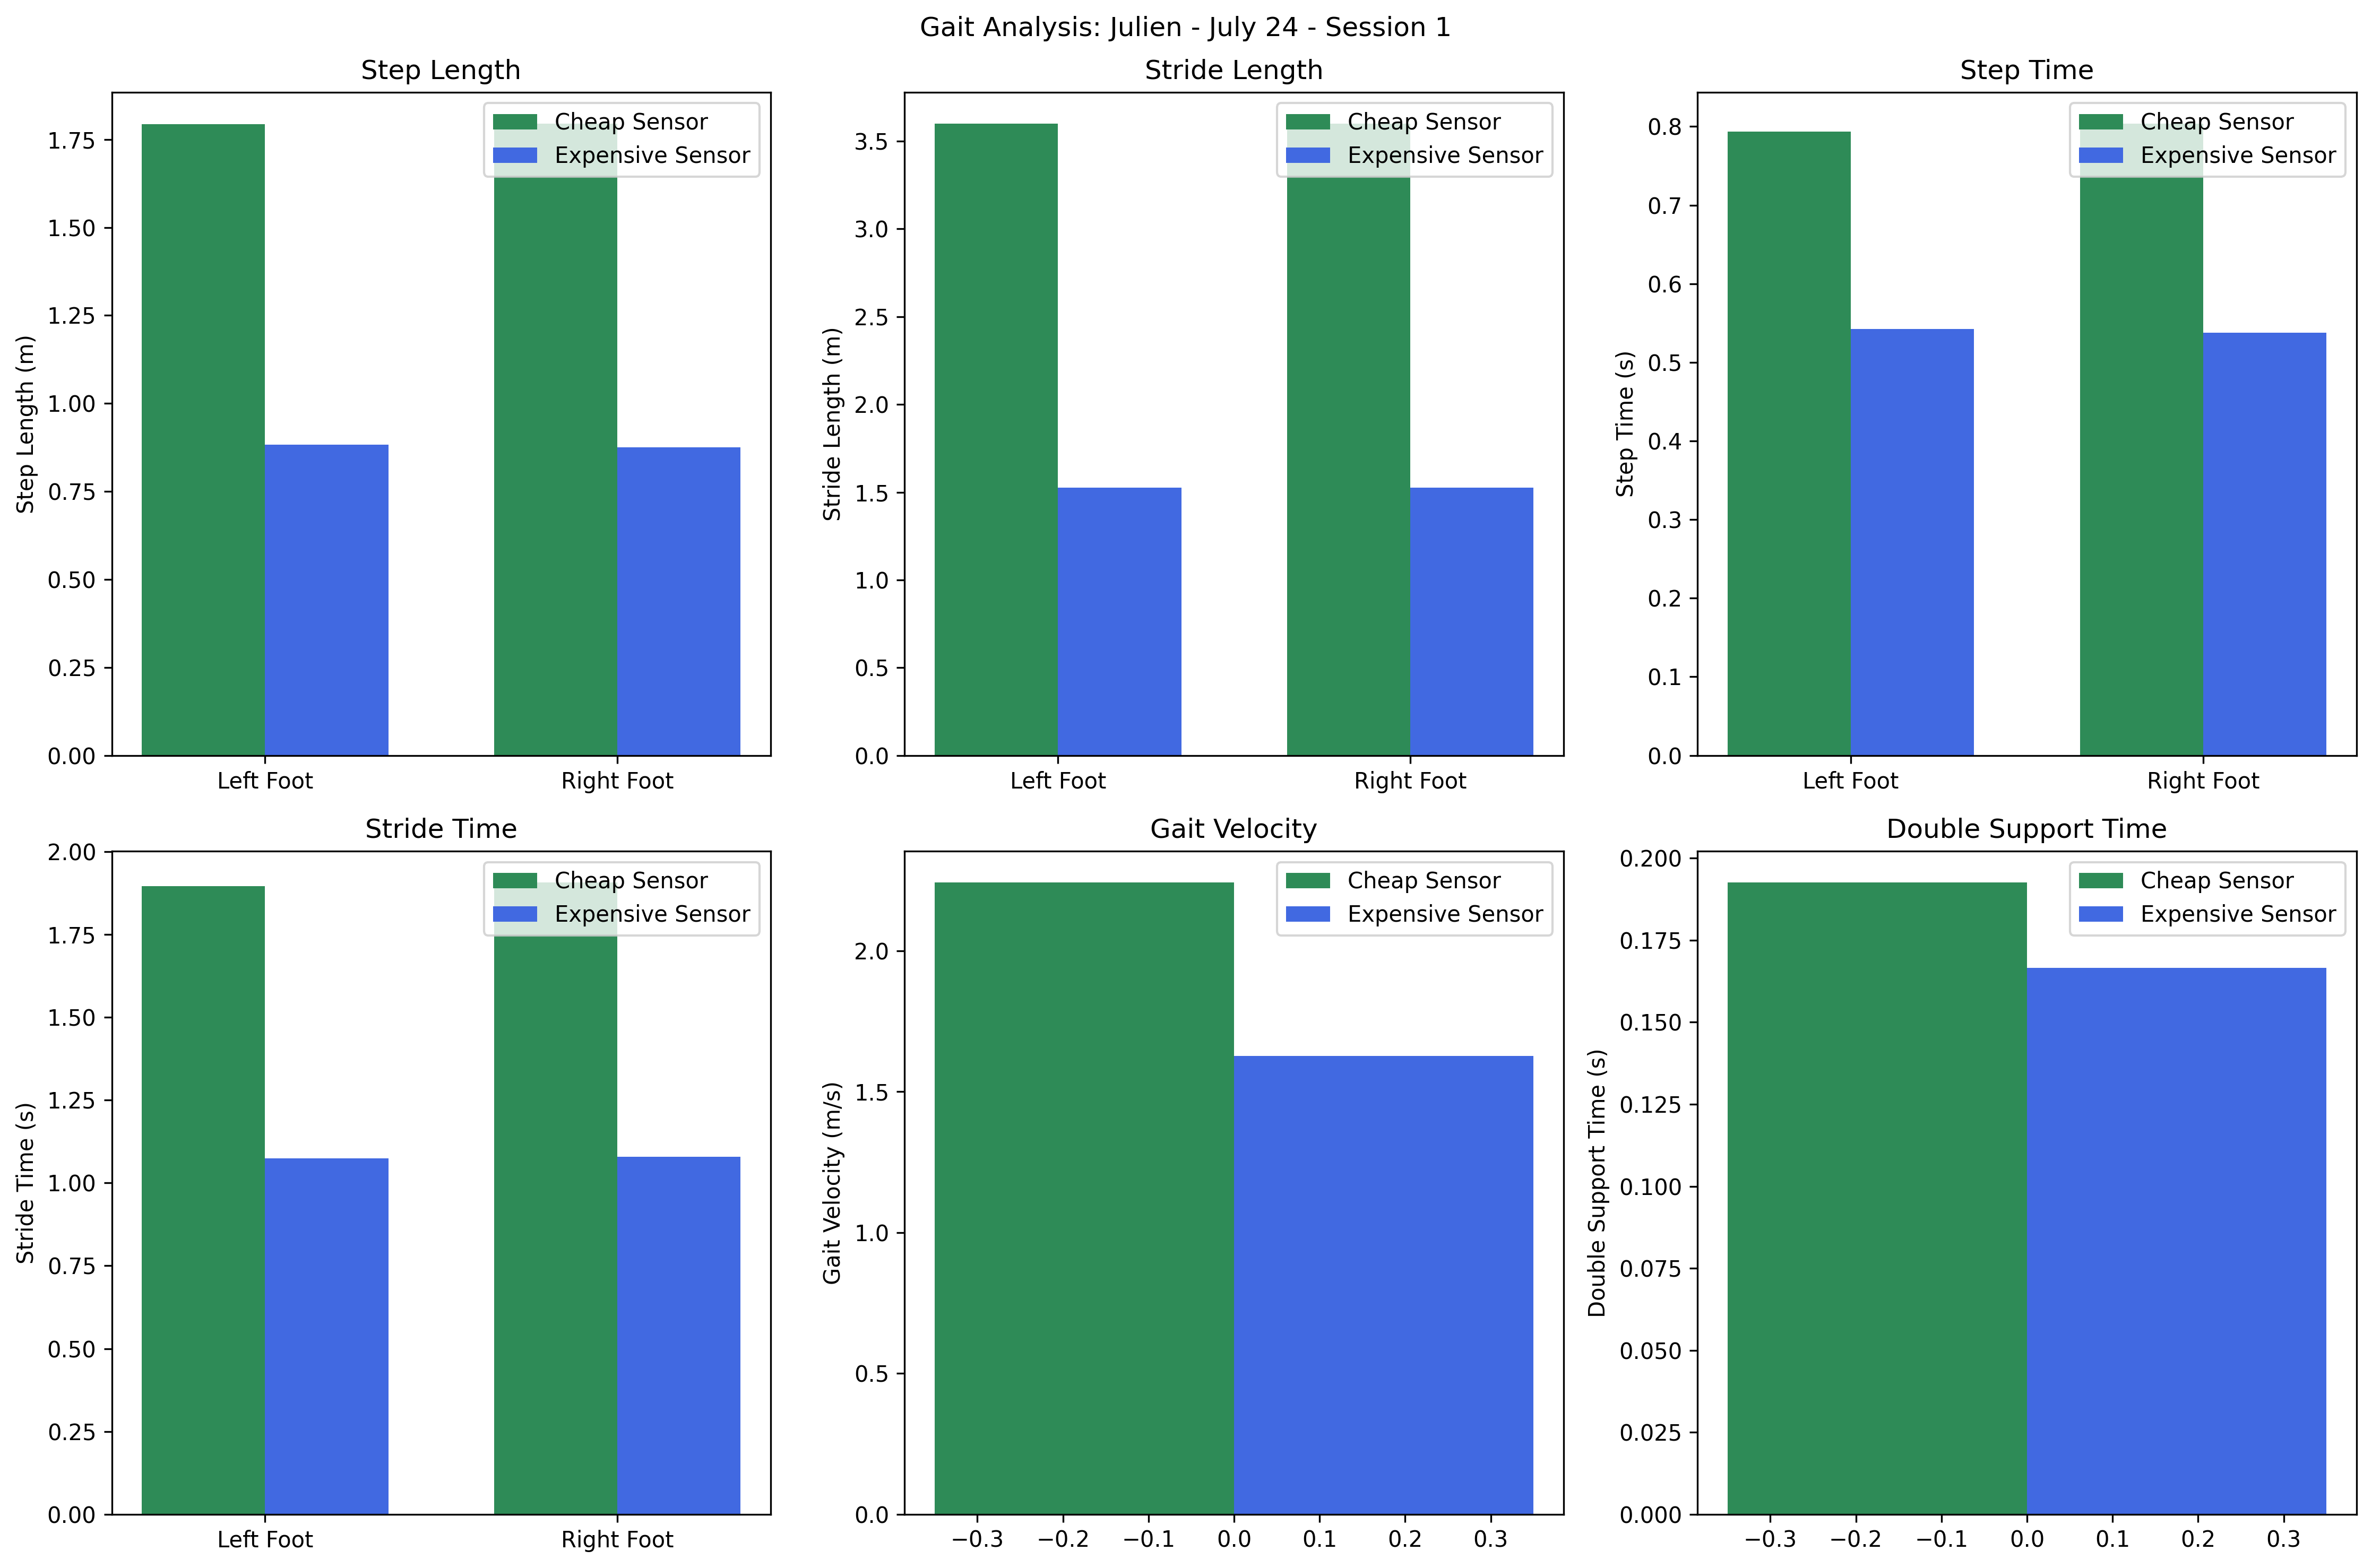 Gait Analysis: Julien - July 24 - Session 1
Step Length
Step Length (m)
1.75
1.50
1.25
1.00
0.75
0.50
0.25
0.00
Cheap Sensor
Expensive Sensor
Left Foot Right Foot
Stride Length
Stride Length (m)
3.5
3.0
2.5
2.0
1.5
1.0
0.5
0.0
Cheap Sensor
Expensive Sensor
Left Foot Right Foot
Step Time
Step Time (s)
0.8
0.7
0.6
0.5
0.4
0.3
0.2
0.1
0.0
Cheap Sensor
Expensive Sensor
Left Foot Right Foot
Stride Time
Stride Time (s)
2.00
1.75
1.50
1.25
1.00
0.75
0.50
0.25
0.00
Cheap Sensor
Expensive Sensor
Left Foot Right Foot
Gait Velocity
Gait Velocity (m/s)
2.0
1.5
1.0
0.5
0.0
Cheap Sensor
Expensive Sensor
−0.3 −0.2 −0.1 0.0 0.1 0.2 0.3
Double Support Time
Double Support Time (s)
0.200
0.175
0.150
0.125
0.100
0.075
0.050
0.025
0.000
Cheap Sensor
Expensive Sensor
−0.3 −0.2 −0.1 0.0 0.1 0.2 0.3